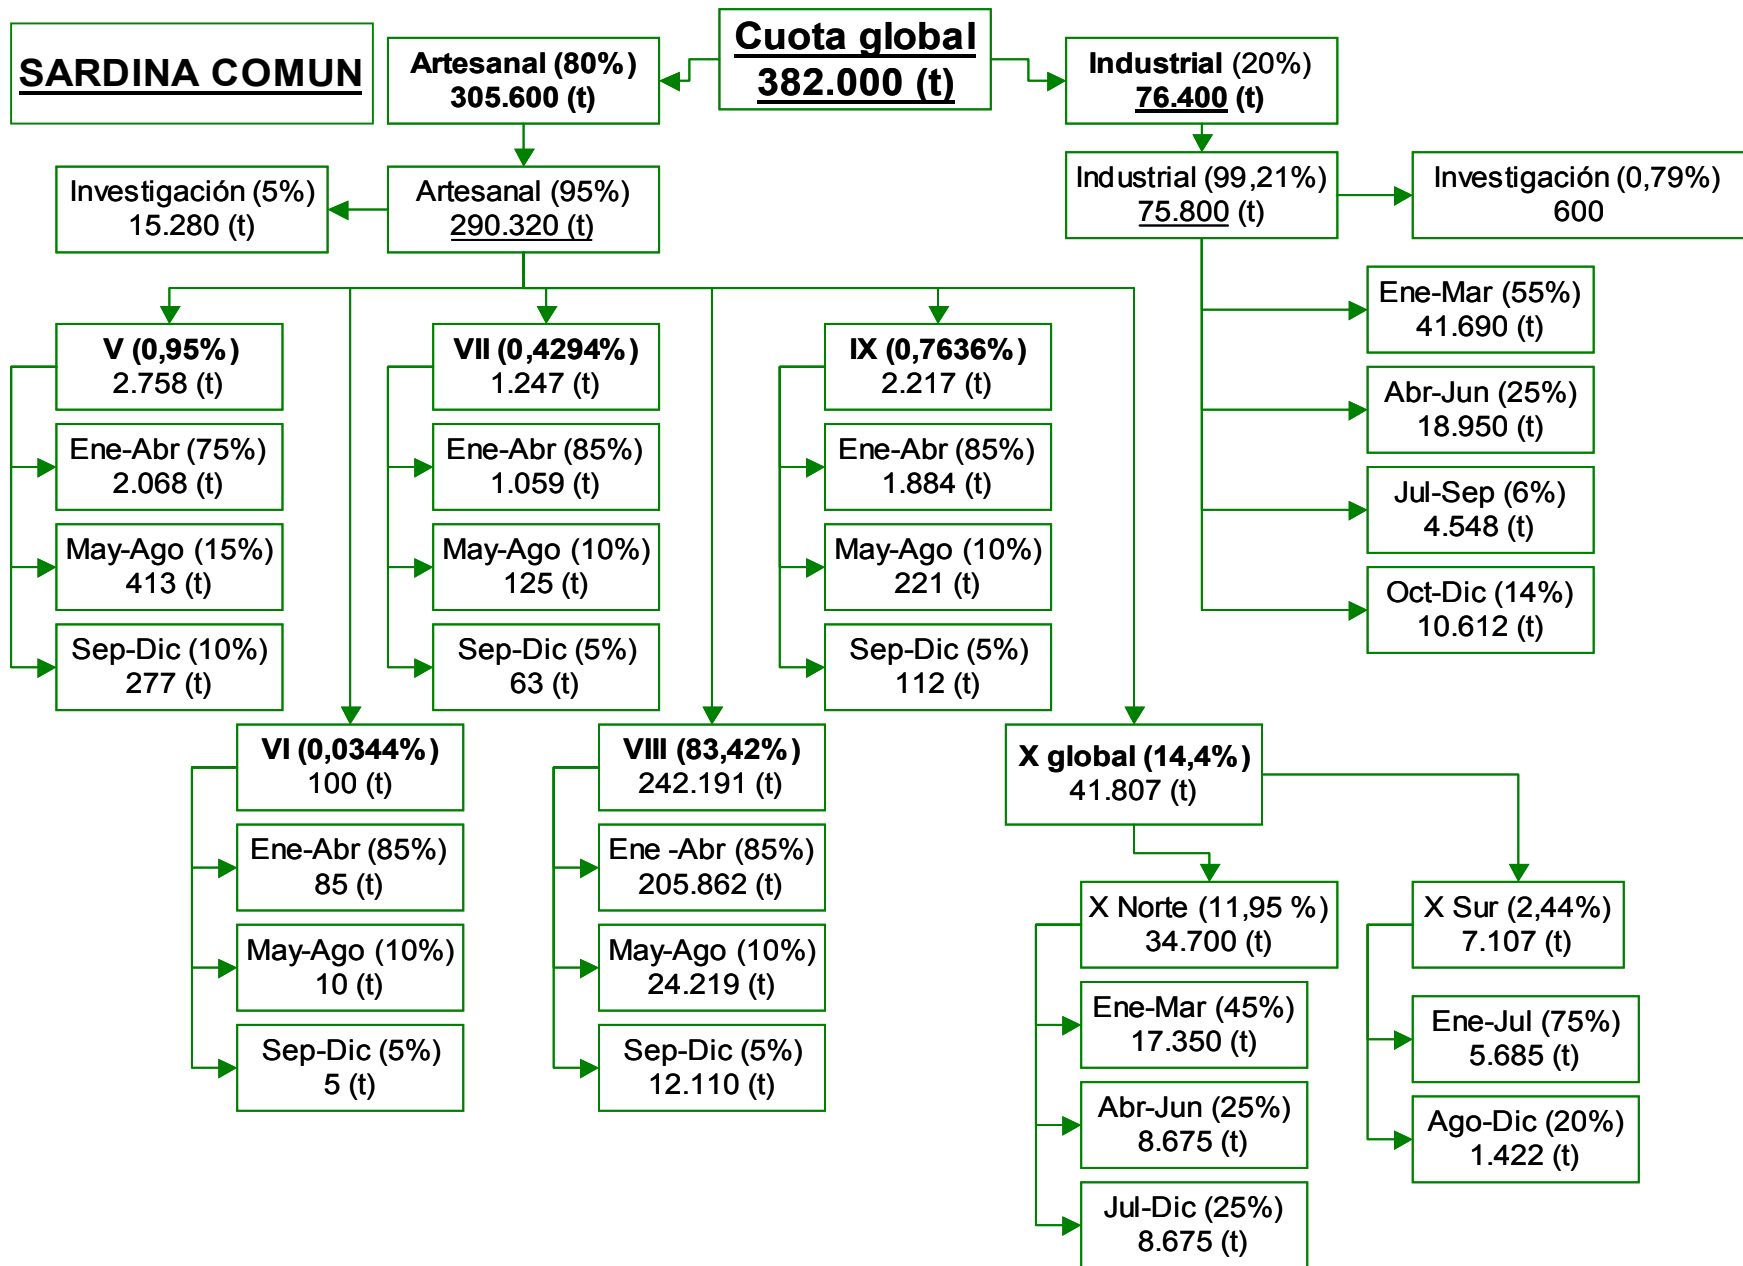 SARDINA COMUN
Cuota global
382.000 (t)
Artesanal (80%)
305.600 (t)
Industrial (20%)
76.400 (t)
Investigación (5%)
15.280 (t)
Artesanal (95%)
290.320 (t)
Industrial (99,21%)
75.800 (t)
Investigación (0,79%)
600
Ene-Mar (55%)
41.690 (t)
Abr-Jun (25%)
18.950 (t)
Jul-Sep (6%)
4.548 (t)
Oct-Dic (14%)
10.612 (t)
V (0,95%)
2.758 (t)
Ene-Abr (75%)
2.068 (t)
May-Ago (15%)
413 (t)
Sep-Dic (10%)
277 (t)
VII (0,4294%)
1.247 (t)
Ene-Abr (85%)
1.059 (t)
May-Ago (10%)
125 (t)
Sep-Dic (5%)
63 (t)
IX (0,7636%)
2.217 (t)
Ene-Abr (85%)
1.884 (t)
May-Ago (10%)
221 (t)
Sep-Dic (5%)
112 (t)
VI (0,0344%)
100 (t)
Ene-Abr (85%)
85 (t)
May-Ago (10%)
10 (t)
Sep-Dic (5%)
5 (t)
VIII (83,42%)
242.191 (t)
Ene -Abr (85%)
205.862 (t)
May-Ago (10%)
24.219 (t)
Sep-Dic (5%)
12.110 (t)
X global (14,4%)
41.807 (t)
X Norte (11,95 %)
34.700 (t)
Ene-Mar (45%)
17.350 (t)
Abr-Jun (25%)
8.675 (t)
Jul-Dic (25%)
8.675 (t)
X Sur (2,44%)
7.107 (t)
Ene-Jul (75%)
5.685 (t)
Ago-Dic (20%)
1.422 (t)